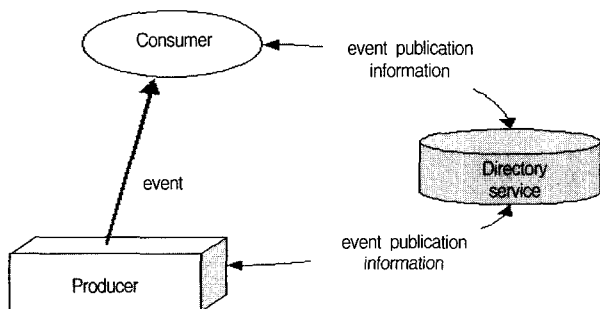 Consumer
event publication
information
Directory
service
event
event publication
information
Producer